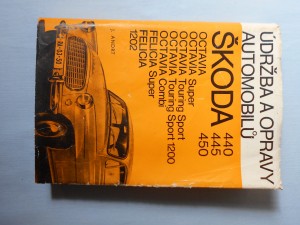 ÚDRŽBA A OPRAVY
AUTOMOBILŮ
ŠKODA 440
445
450
OCTAVIA
OCTAVIA Super
OCTAVIA Touring Sport
OCTAVIA Touring Sport 1200
OCTAVIA Combi
FELICIA Super
FELICIA
1202